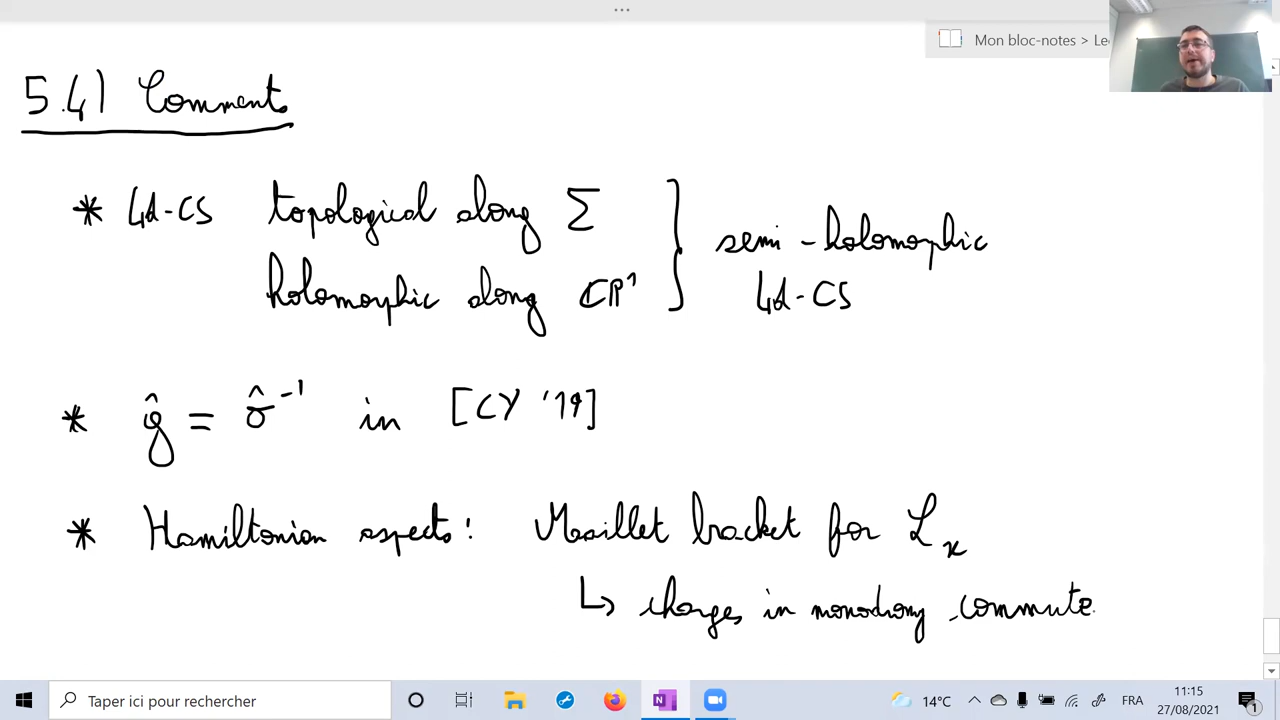 Mon bloc-notes > Le
5.4) Comments
* 4d-CS topological along Σ
holomorphic along ℂP¹
semi-holomorphic
4d-CS
* ĝ = σ̂⁻¹ in [CY '19]
* Hamiltonian aspects: Maillet bracket for ℒₓ
↳ charges in monodromy commute.
Taper ici pour rechercher
14°C
FRA
11:15
27/08/2021
1